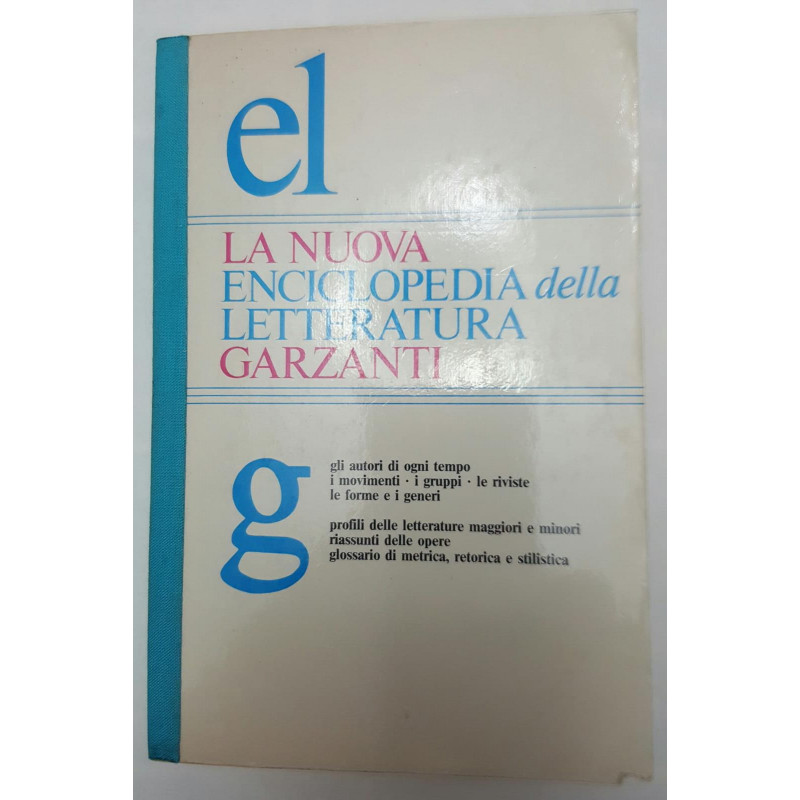 el
LA NUOVA
ENCICLOPEDIA della
LETTERATURA
GARZANTI
g
gli autori di ogni tempo
i movimenti · i gruppi · le riviste
le forme e i generi
profili delle letterature maggiori e minori
riassunti delle opere
glossario di metrica, retorica e stilistica